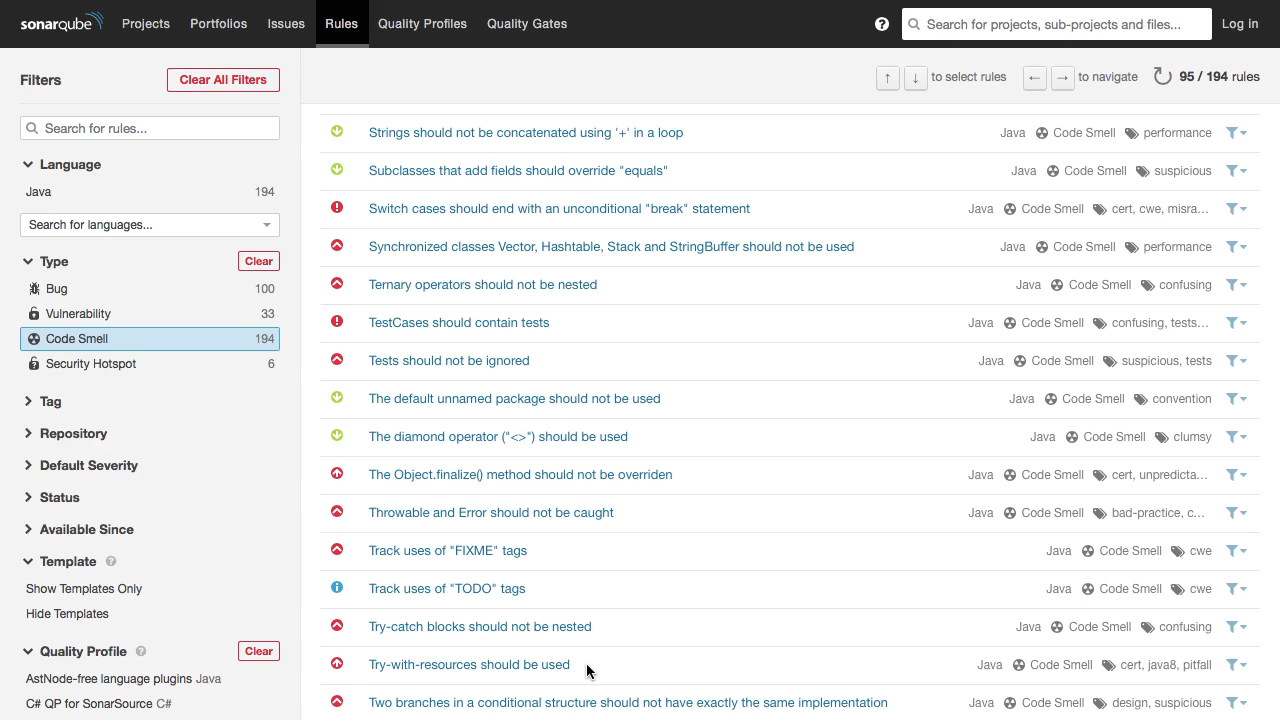 sonarqube Projects Portfolios Issues Rules Quality Profiles Quality Gates ? Search for projects, sub-projects and files... Log in
Filters Clear All Filters
↑ ↓ to select rules ← → to navigate 95 / 194 rules
Search for rules...
Language
Java 194
Search for languages...
Type Clear
Bug 100
Vulnerability 33
Code Smell 194
Security Hotspot 6
Tag
Repository
Default Severity
Status
Available Since
Template ?
Show Templates Only
Hide Templates
Quality Profile ? Clear
AstNode-free language plugins Java
C# QP for SonarSource C#
Strings should not be concatenated using '+' in a loop Java Code Smell performance
Subclasses that add fields should override "equals" Java Code Smell suspicious
Switch cases should end with an unconditional "break" statement Java Code Smell cert, cwe, misra...
Synchronized classes Vector, Hashtable, Stack and StringBuffer should not be used Java Code Smell performance
Ternary operators should not be nested Java Code Smell confusing
TestCases should contain tests Java Code Smell confusing, tests...
Tests should not be ignored Java Code Smell suspicious, tests
The default unnamed package should not be used Java Code Smell convention
The diamond operator ("<>") should be used Java Code Smell clumsy
The Object.finalize() method should not be overriden Java Code Smell cert, unpredicta...
Throwable and Error should not be caught Java Code Smell bad-practice, c...
Track uses of "FIXME" tags Java Code Smell cwe
Track uses of "TODO" tags Java Code Smell cwe
Try-catch blocks should not be nested Java Code Smell confusing
Try-with-resources should be used Java Code Smell cert, java8, pitfall
Two branches in a conditional structure should not have exactly the same implementation Java Code Smell design, suspicious